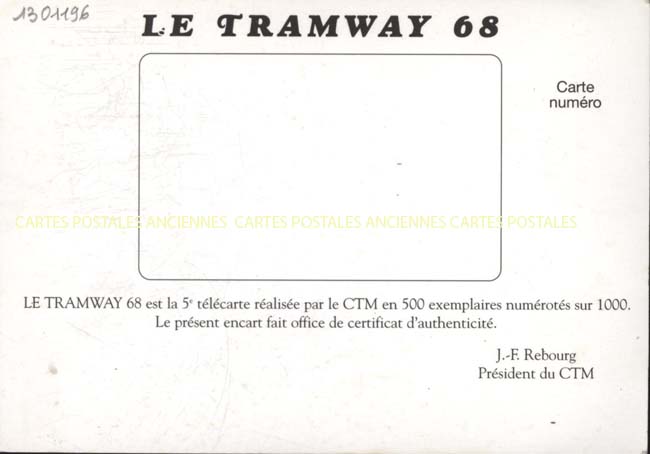 1301196
LE TRAMWAY 68
Carte
numéro
CARTES POSTALES ANCIENNES CARTES POSTALES ANCIENNES CARTES POSTALES
LE TRAMWAY 68 est la 5e télécarte réalisée par le CTM en 500 exemplaires numérotés sur 1000.
Le présent encart fait office de certificat d'authenticité.
J.-F. Rebourg
Président du CTM